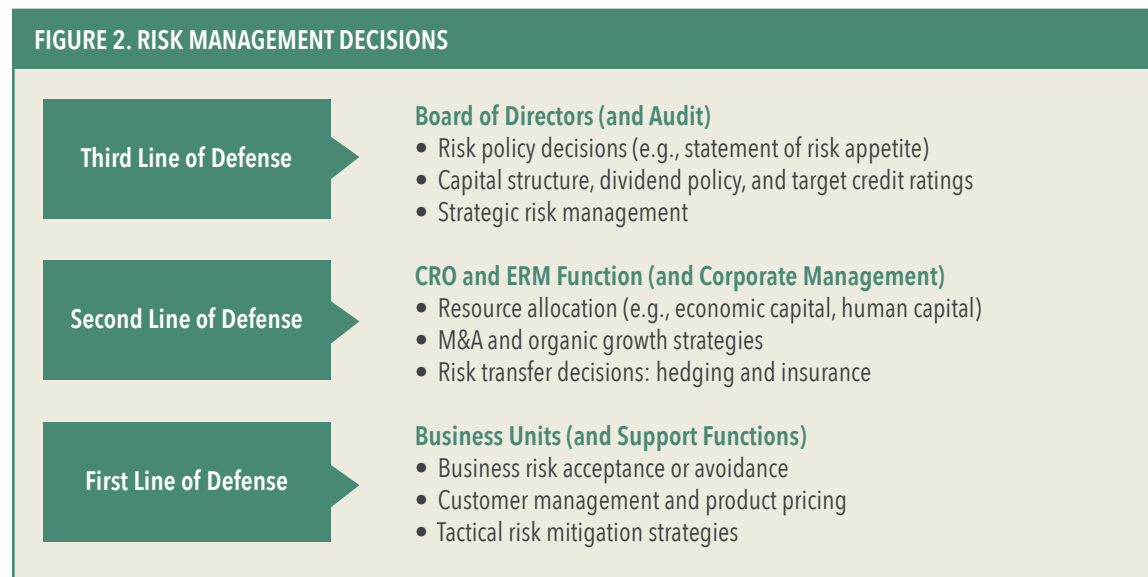 FIGURE 2. RISK MANAGEMENT DECISIONS
Third Line of Defense
Board of Directors (and Audit)
• Risk policy decisions (e.g., statement of risk appetite)
• Capital structure, dividend policy, and target credit ratings
• Strategic risk management
Second Line of Defense
CRO and ERM Function (and Corporate Management)
• Resource allocation (e.g., economic capital, human capital)
• M&A and organic growth strategies
• Risk transfer decisions: hedging and insurance
First Line of Defense
Business Units (and Support Functions)
• Business risk acceptance or avoidance
• Customer management and product pricing
• Tactical risk mitigation strategies